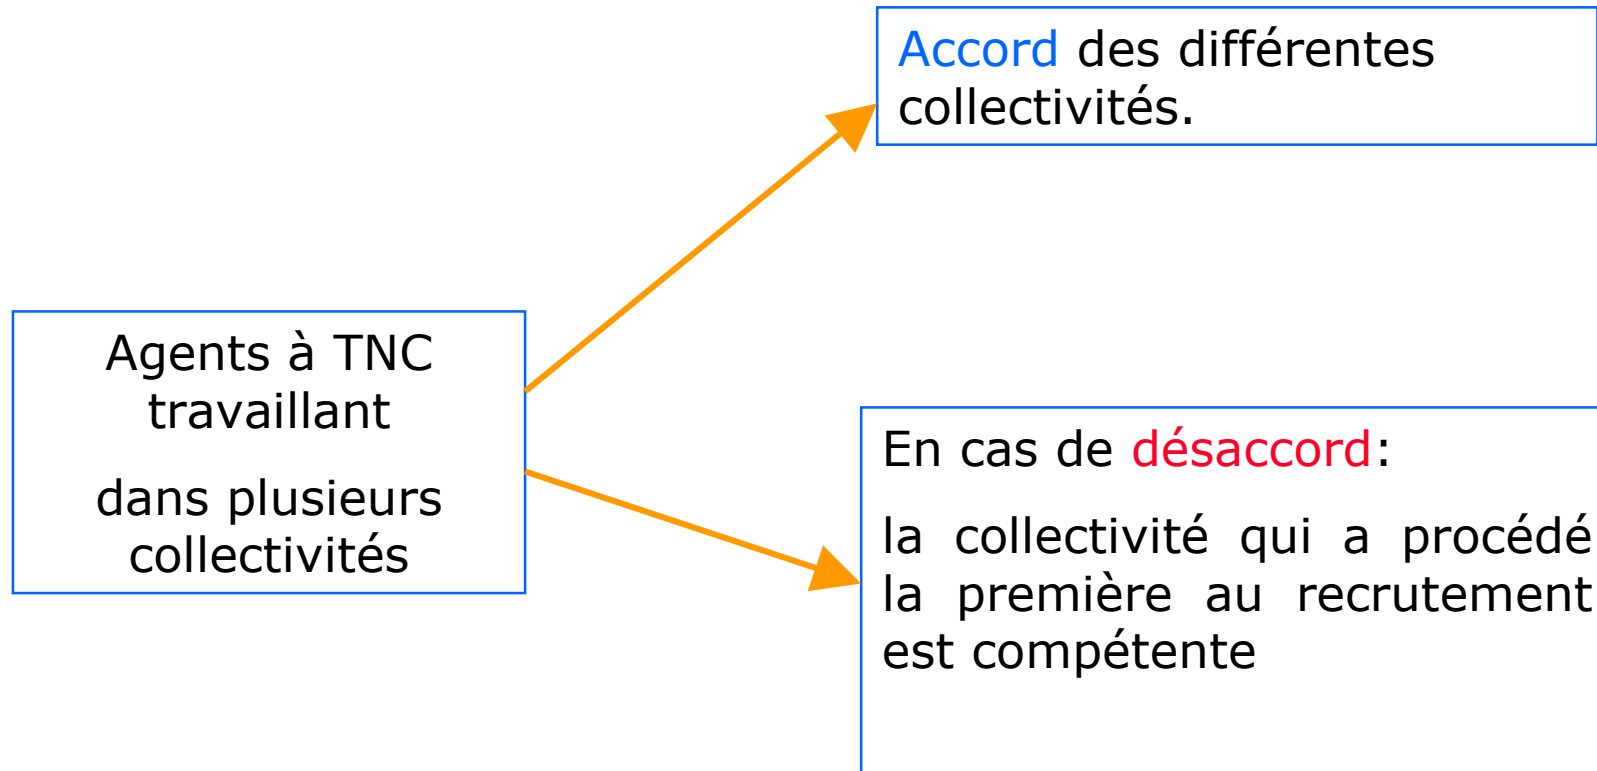 Accord des différentes
collectivités.
Agents à TNC
travaillant
dans plusieurs
collectivités
En cas de désaccord:
la collectivité qui a procédé
la première au recrutement
est compétente